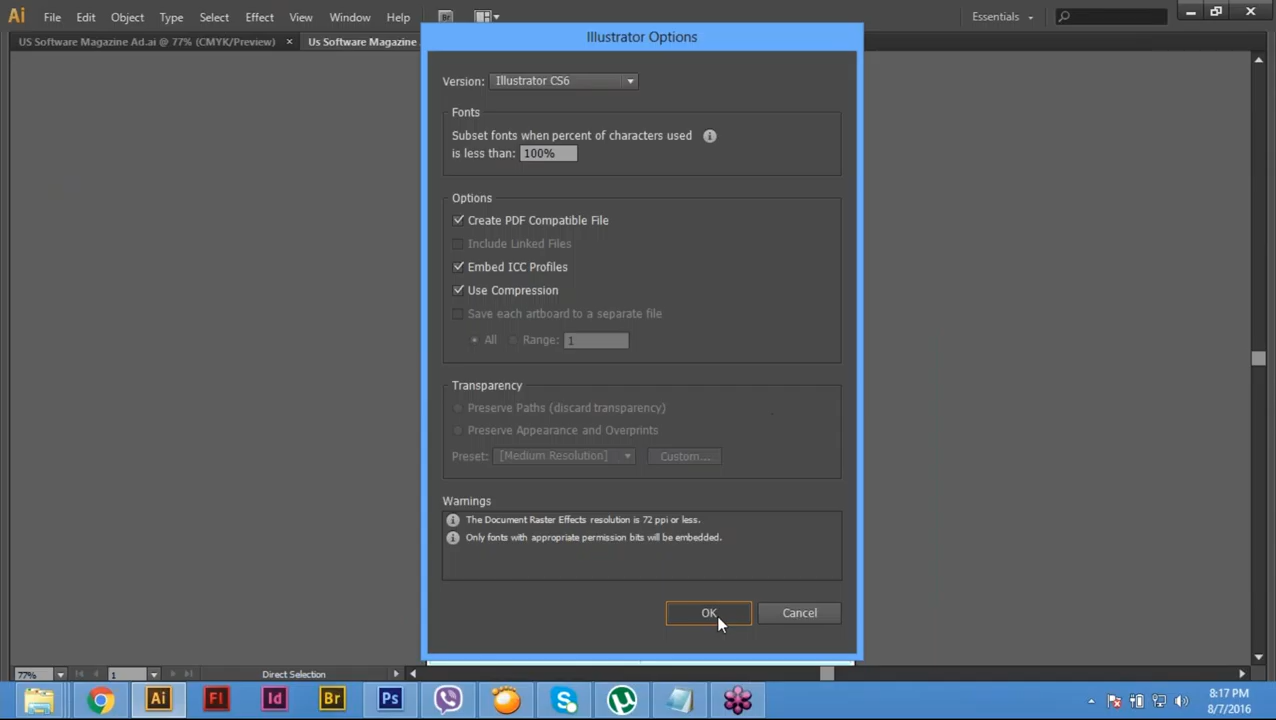 Ai File Edit Object Type Select Effect View Window Help Br Essentials
US Software Magazine Ad.ai @ 77% (CMYK/Preview) × Us Software Magazine
Illustrator Options
Version: Illustrator CS6
Fonts
Subset fonts when percent of characters used
is less than: 100%
Options
Create PDF Compatible File
Include Linked Files
Embed ICC Profiles
Use Compression
Save each artboard to a separate file
All Range: 1
Transparency
Preserve Paths (discard transparency)
Preserve Appearance and Overprints
Preset: [Medium Resolution] Custom...
Warnings
The Document Raster Effects resolution is 72 ppi or less.
Only fonts with appropriate permission bits will be embedded.
OK Cancel
77% 1 Direct Selection
Ai Fl Id Br Ps
8:17 PM
8/7/2016